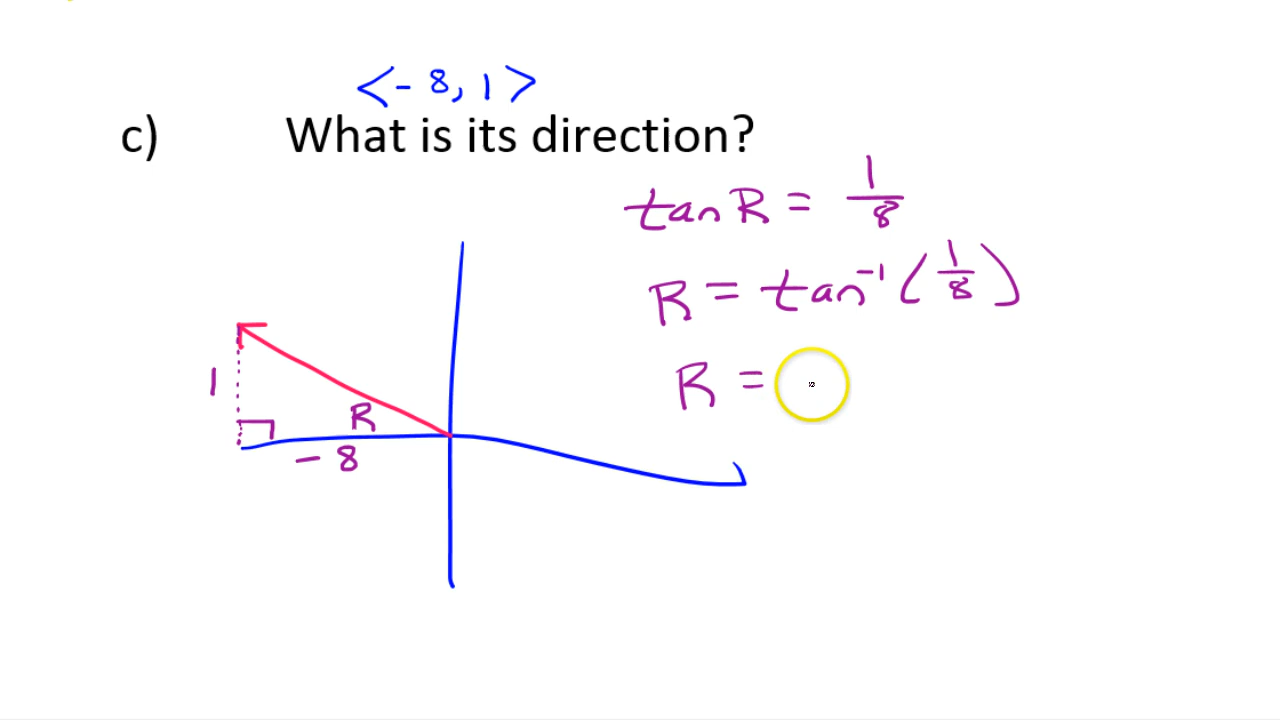 <-8, 1>
c) What is its direction?
tan R = 1/8
R = tan⁻¹(1/8)
R =
1
R
-8